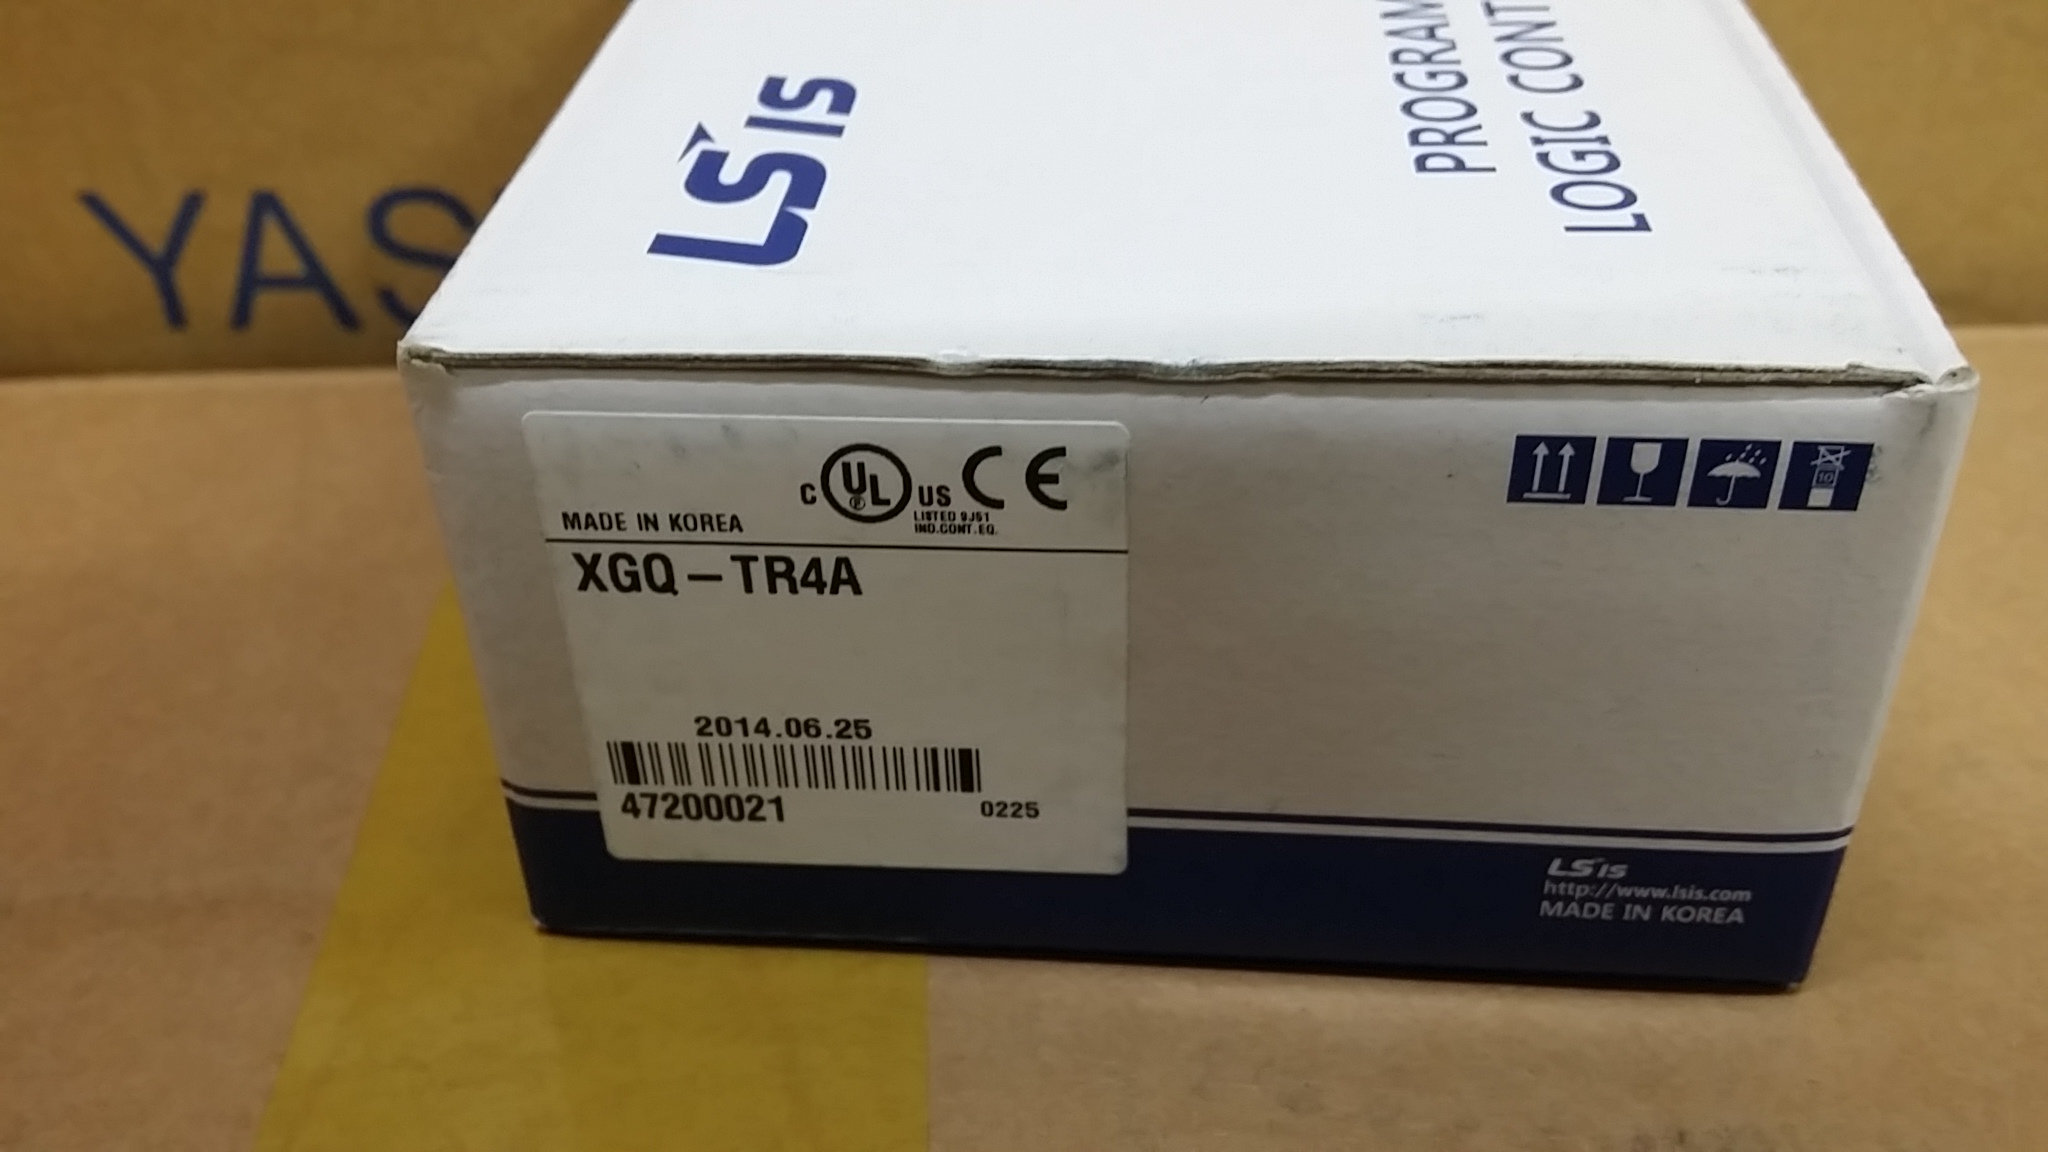 YAS
LSIS
PROGRAM
LOGIC CONT
C UL US CE
LISTED 9J51
IND.CONT.EQ.
MADE IN KOREA
XGQ-TR4A
2014.06.25
47200021
0225
10
LSIS
http://www.lsis.com
MADE IN KOREA